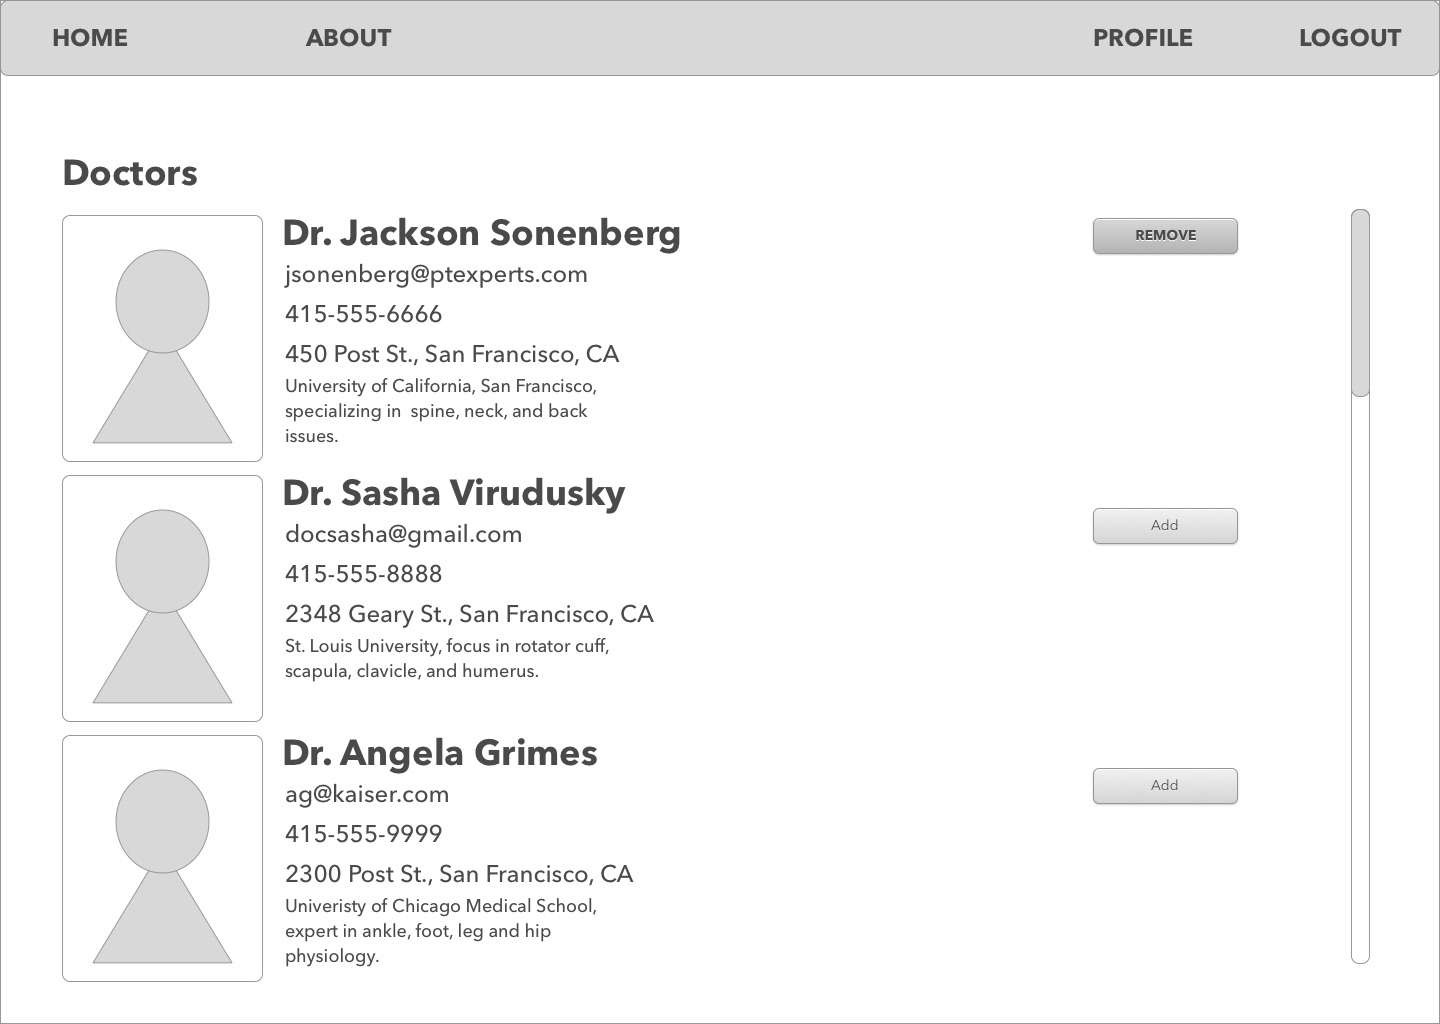 HOME ABOUT PROFILE LOGOUT
Doctors
Dr. Jackson Sonenberg
REMOVE
jsonenberg@ptexperts.com
415-555-6666
450 Post St., San Francisco, CA
University of California, San Francisco,
specializing in  spine, neck, and back
issues.
Dr. Sasha Virudusky
Add
docsasha@gmail.com
415-555-8888
2348 Geary St., San Francisco, CA
St. Louis University, focus in rotator cuff,
scapula, clavicle, and humerus.
Dr. Angela Grimes
Add
ag@kaiser.com
415-555-9999
2300 Post St., San Francisco, CA
Univeristy of Chicago Medical School,
expert in ankle, foot, leg and hip
physiology.